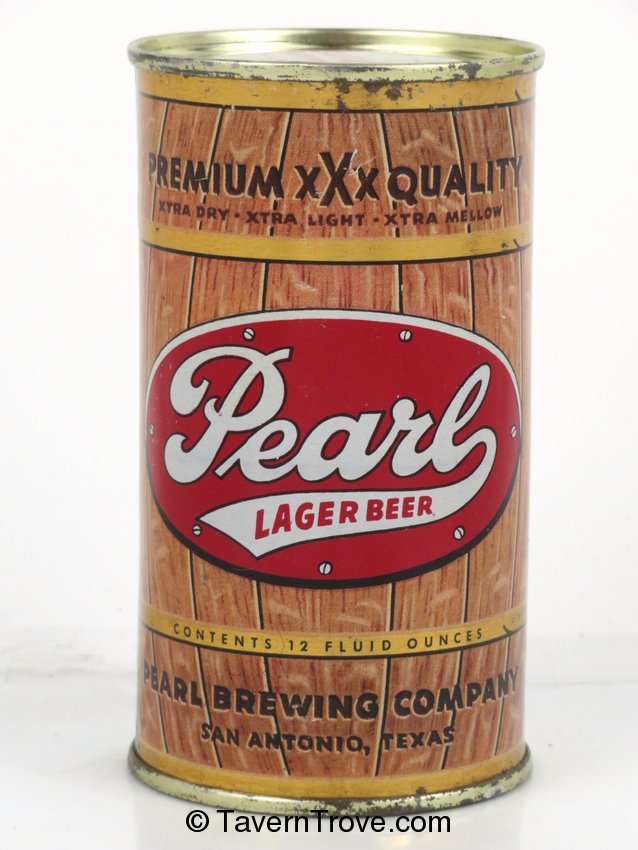 PREMIUM XXX QUALITY
XTRA DRY • XTRA LIGHT • XTRA MELLOW
Pearl
LAGER BEER
CONTENTS 12 FLUID OUNCES
PEARL BREWING COMPANY
SAN ANTONIO, TEXAS
© TavernTrove.com